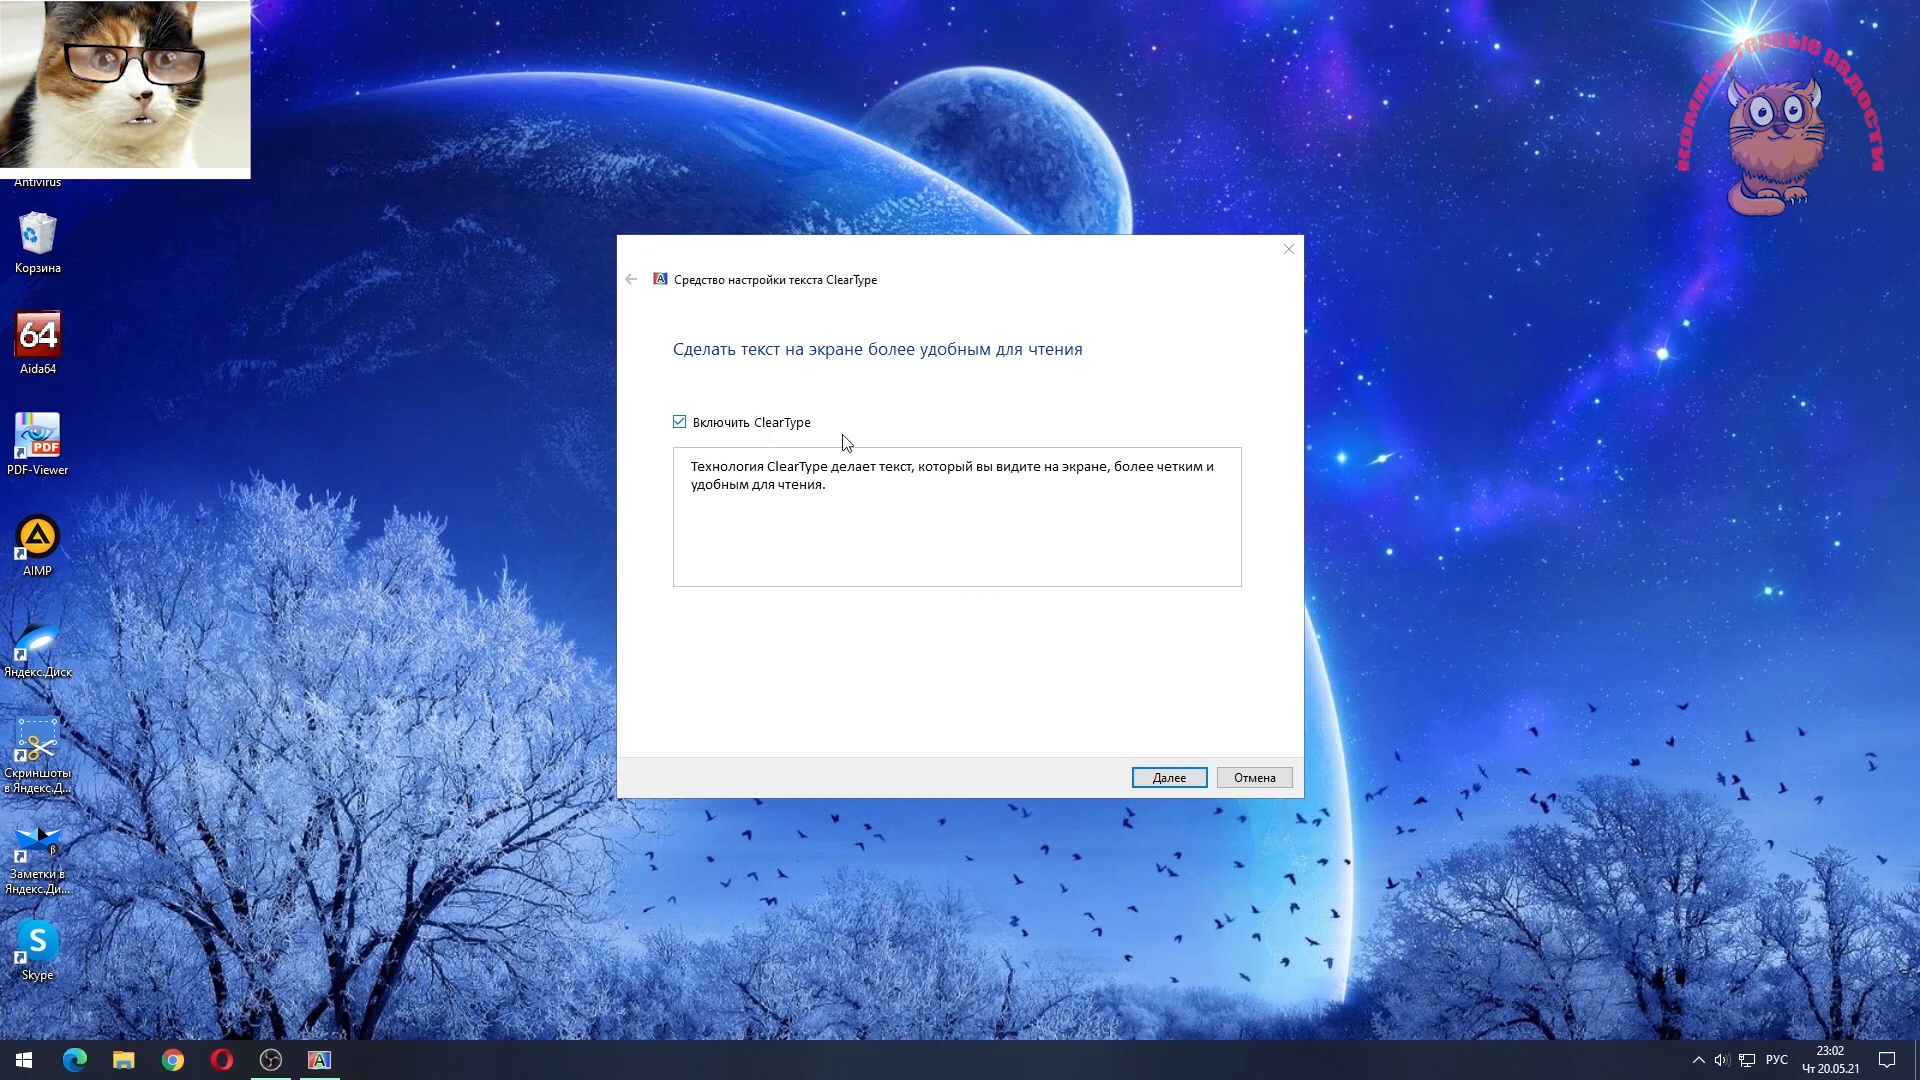 компьютерные радости
Antivirus
Корзина
64
Aida64
PDF
PDF-Viewer
AIMP
Яндекс.Диск
Скриншоты
в Яндекс.Д...
β
Заметки в
Яндекс.Ди...
S
Skype
A
Средство настройки текста ClearType
Сделать текст на экране более удобным для чтения
Включить ClearType
Технология ClearType делает текст, который вы видите на экране, более четким и
удобным для чтения.
Далее
Отмена
A
РУС
23:02
Чт 20.05.21